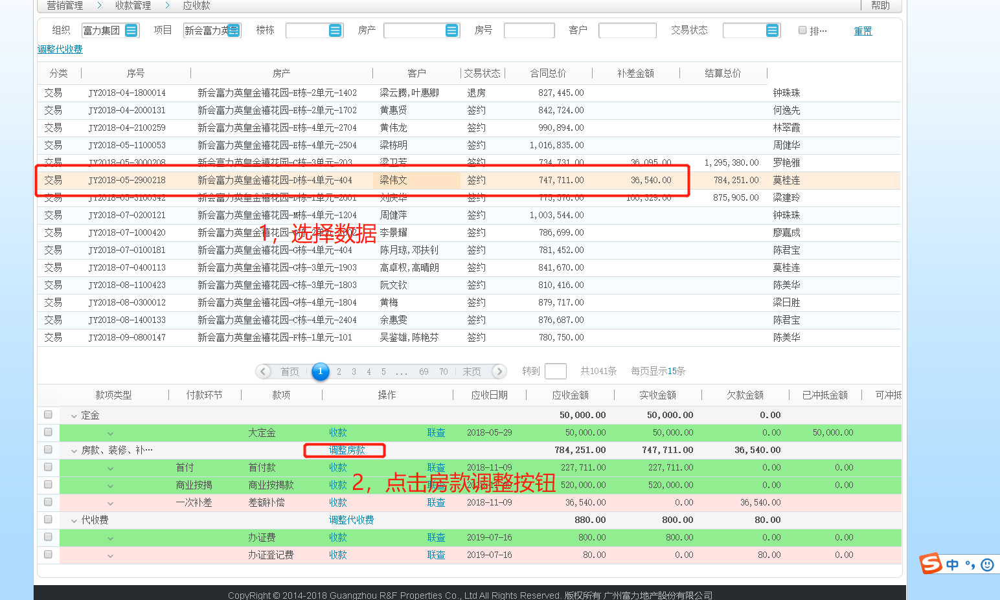 营销管理 > 收款管理 > 应收款 帮助
组织 富力集团 项目 新会富力英皇 楼栋 房产 房号 客户 交易状态 排… 重置
调整代收费
分类 序号 房产 客户 交易状态 合同总价 补差金额 结算总价
交易 JY2018-04-1800014 新会富力英皇金禧花园-E栋-2单元-1402 梁云腾,叶惠卿 退房 827,445.00 钟珠珠
交易 JY2018-04-2000131 新会富力英皇金禧花园-E栋-2单元-1702 黄惠贤 签约 842,724.00 何逸先
交易 JY2018-04-2100259 新会富力英皇金禧花园-E栋-4单元-2704 黄伟龙 签约 990,894.00 林翠霞
交易 JY2018-05-1100053 新会富力英皇金禧花园-E栋-4单元-2504 梁栋明 签约 1,016,835.00 周健华
交易 JY2018-05-3000208 新会富力英皇金禧花园-C栋-3单元-203 梁卫芳 签约 734,731.00 36,095.00 1,295,380.00 罗艳雅
交易 JY2018-05-2900218 新会富力英皇金禧花园-D栋-4单元-404 梁伟文 签约 747,711.00 36,540.00 784,251.00 莫桂连
交易 JY2018-05-3100342 新会富力英皇金禧花园-D栋-1单元-2001 刘庆华 签约 775,576.00 100,329.00 875,905.00 梁建玲
交易 JY2018-07-0200121 新会富力英皇金禧花园-M栋-4单元-1204 周健萍 签约 1,003,544.00 钟珠珠
交易 JY2018-07-1000420 新会富力英皇金禧花园 李景耀 签约 786,699.00 廖嘉成
1，选择数据
交易 JY2018-07-0100181 新会富力英皇金禧花园-G栋-4单元-404 陈月琼,邓扶钊 签约 781,452.00 陈君宝
交易 JY2018-07-0400113 新会富力英皇金禧花园-G栋-3单元-1903 高卓权,高晴朗 签约 841,670.00 莫桂连
交易 JY2018-08-1100423 新会富力英皇金禧花园-C栋-3单元-1803 阮文钦 签约 810,416.00 陈美华
交易 JY2018-08-0300012 新会富力英皇金禧花园-G栋-4单元-1804 黄梅 签约 879,717.00 梁日胜
交易 JY2018-08-1400133 新会富力英皇金禧花园-C栋-4单元-2404 余惠雯 签约 876,687.00 陈君宝
交易 JY2018-09-0800147 新会富力英皇金禧花园-F栋-1单元-101 吴鉴雄,陈艳芬 签约 780,750.00 陈美华
首页 1 2 3 4 5 ... 69 70 末页 转到 共1041条 每页显示15条
款项类型 付款环节 款项 操作 应收日期 应收金额 实收金额 欠款金额 已冲抵金额 可冲抵
定金 50,000.00 50,000.00 0.00
大定金 收款 联查 2018-05-29 50,000.00 50,000.00 0.00 50,000.00
房款、装修、补… 调整房款 784,251.00 747,711.00 36,540.00
首付 首付款 收款 联查 2018-11-09 227,711.00 227,711.00 0.00 0.00
商业按揭 商业按揭款 收款 520,000.00 520,000.00 0.00 0.00
2，点击房款调整按钮
一次补差 差额补偿 收款 联查 2018-11-09 36,540.00 0.00 36,540.00
代收费 调整代收费 880.00 800.00 80.00
办证费 收款 联查 2019-07-16 800.00 800.00 0.00 0.00
办证登记费 收款 联查 2019-07-16 80.00 0.00 80.00 0.00
中
CopyRight © 2014-2018 Guangzhou R&F Properties Co., Ltd All Rights Reserved. 版权所有 广州富力地产股份有限公司